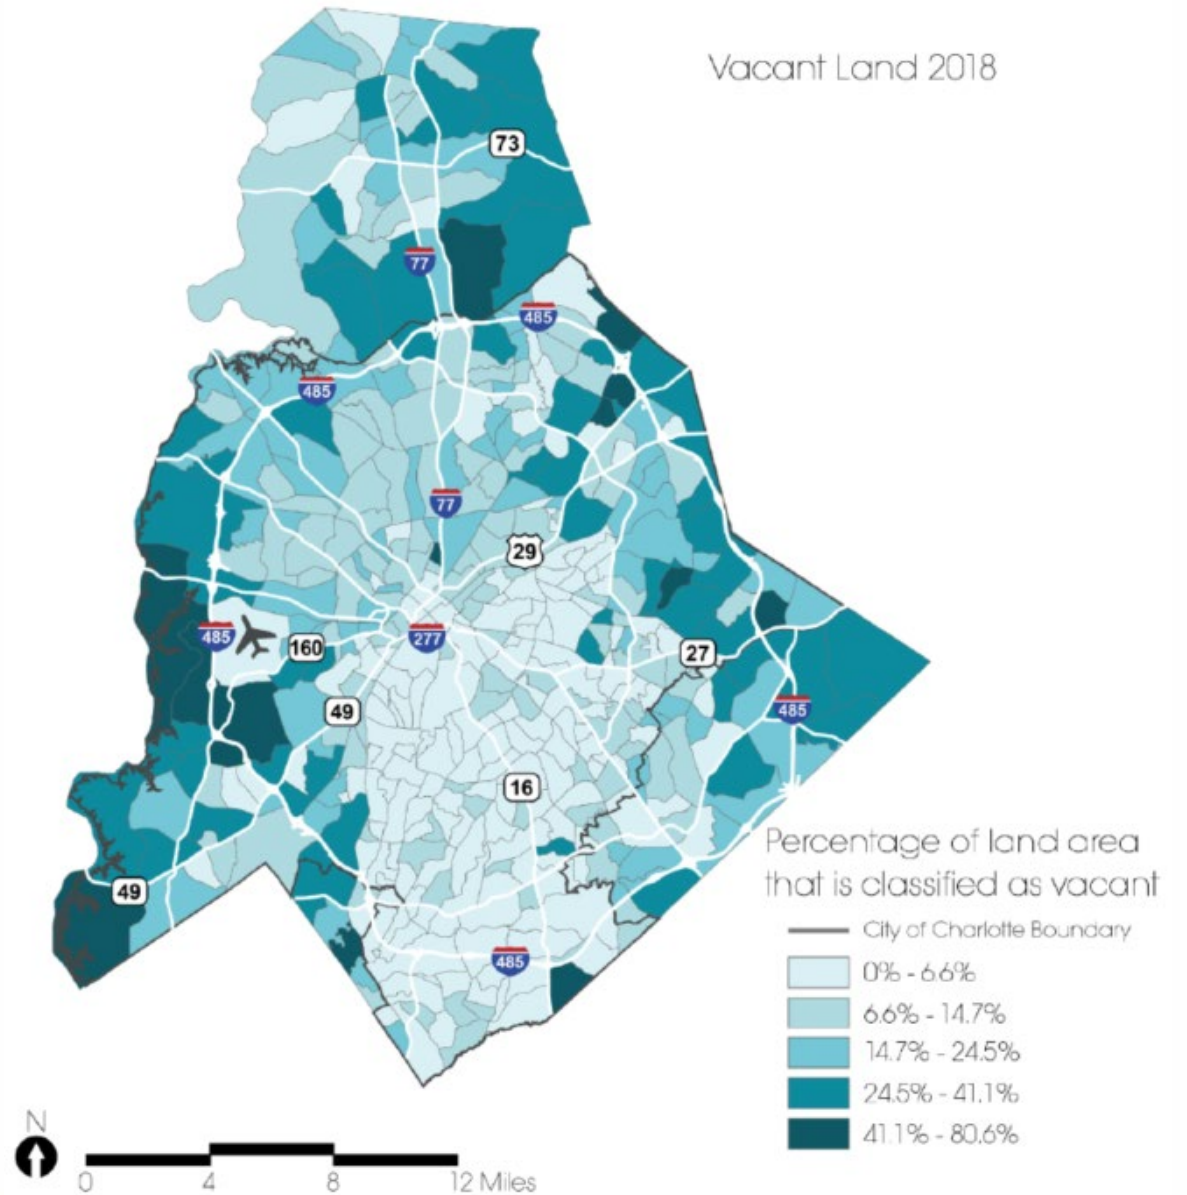 Vacant Land 2018
73
77
485
485
77
29
485
160
277
27
49
485
16
49
485
Percentage of land area
that is classified as vacant
City of Charlotte Boundary
0% - 6.6%
6.6% - 14.7%
14.7% - 24.5%
24.5% - 41.1%
41.1% - 80.6%
N
0 4 8 12 Miles